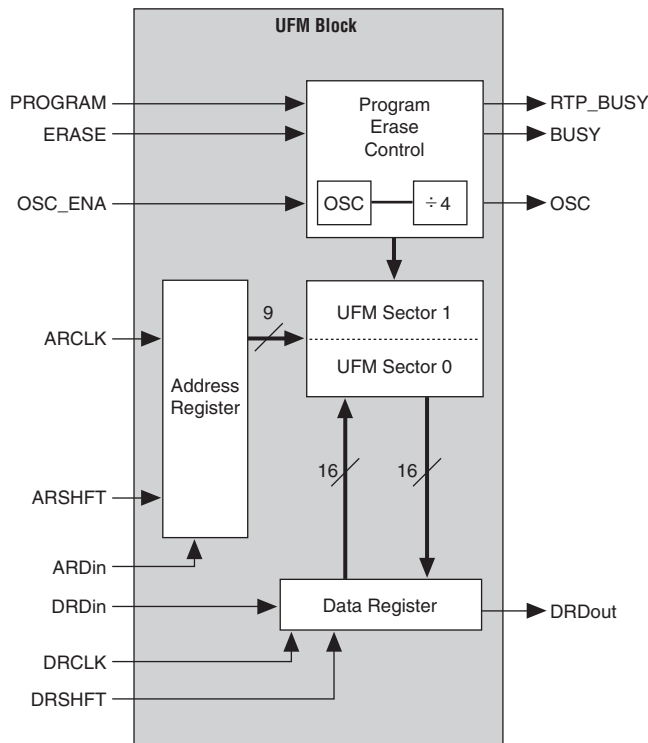 UFM Block
PROGRAM
ERASE
OSC_ENA
Program
Erase
Control
OSC
÷ 4
RTP_BUSY
BUSY
OSC
ARCLK
ARSHFT
ARDin
Address
Register
9
UFM Sector 1
UFM Sector 0
16
16
DRDin
DRCLK
DRSHFT
Data Register
DRDout